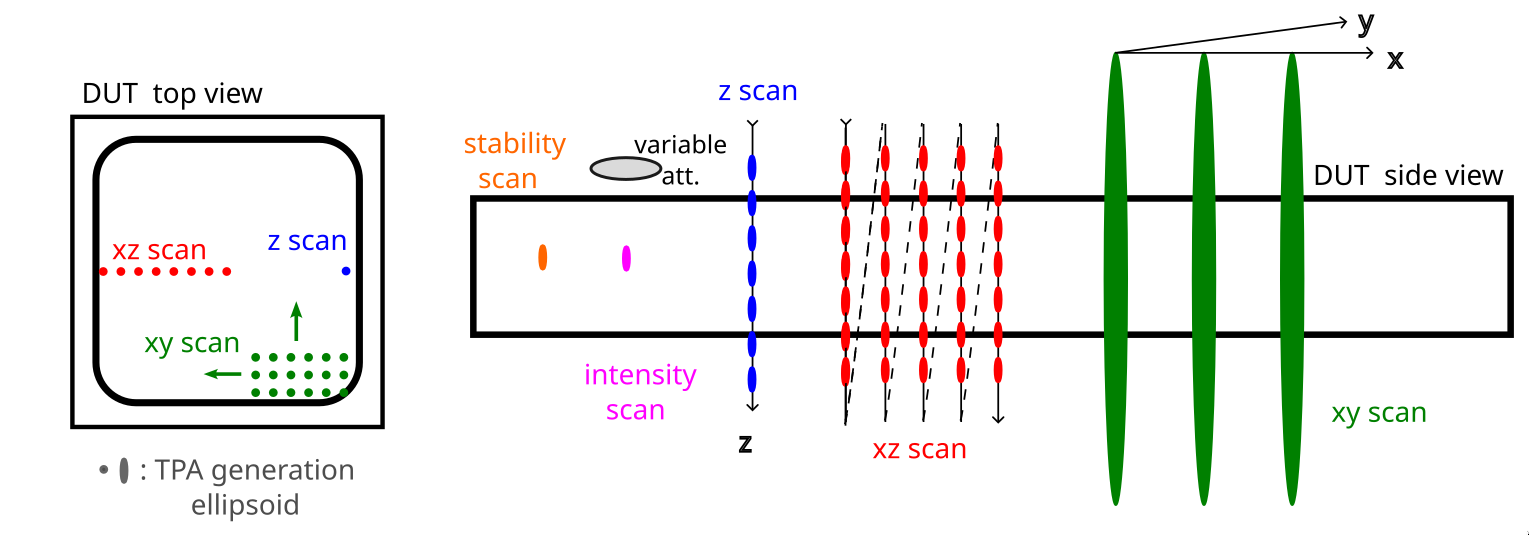 DUT  top view
xz scan
z scan
xy scan
: TPA generation
ellipsoid
stability
scan
variable
att.
intensity
scan
z scan
z
xz scan
y
x
DUT  side view
xy scan